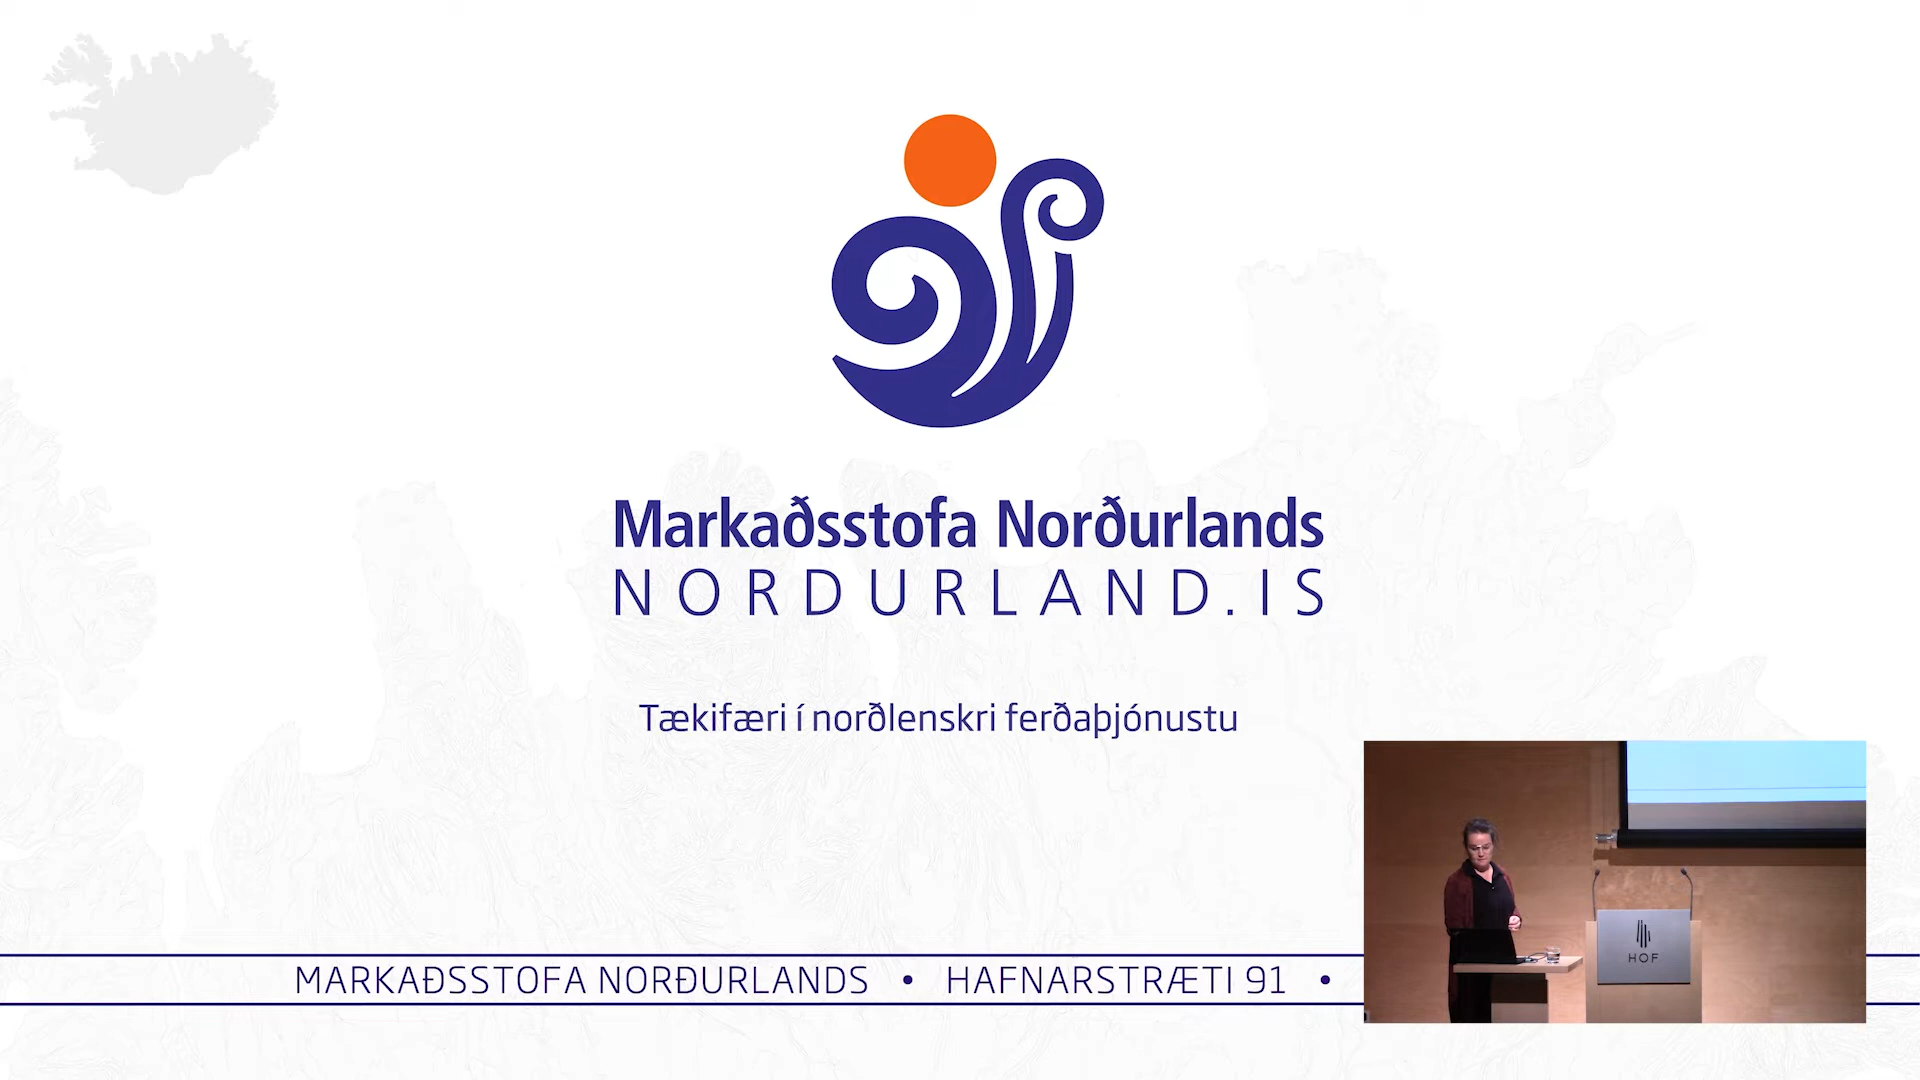 Markaðsstofa Norðurlands
NORDURLAND.IS
Tækifæri í norðlenskri ferðaþjónustu
MARKAÐSSTOFA NORÐURLANDS • HAFNARSTRÆTI 91 •
HOF